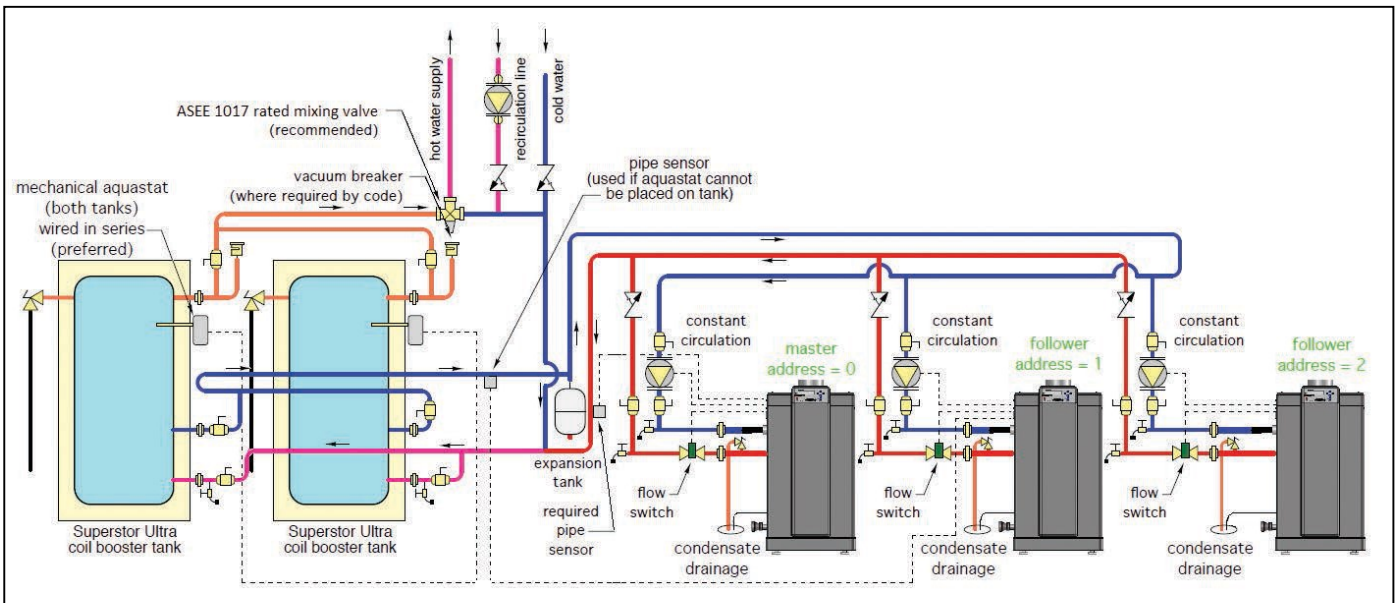 hot water supply
recirculation line
cold water
ASEE 1017 rated mixing valve
(recommended)
vacuum breaker
(where required by code)
pipe sensor
(used if aquastat cannot
be placed on tank)
mechanical aquastat
(both tanks)
wired in series
(preferred)
constant
circulation
master
address = 0
constant
circulation
follower
address = 1
constant
circulation
follower
address = 2
expansion
tank
required
pipe
sensor
flow
switch
condensate
drainage
flow
switch
condensate
drainage
flow
switch
condensate
drainage
Superstor Ultra
coil booster tank
Superstor Ultra
coil booster tank